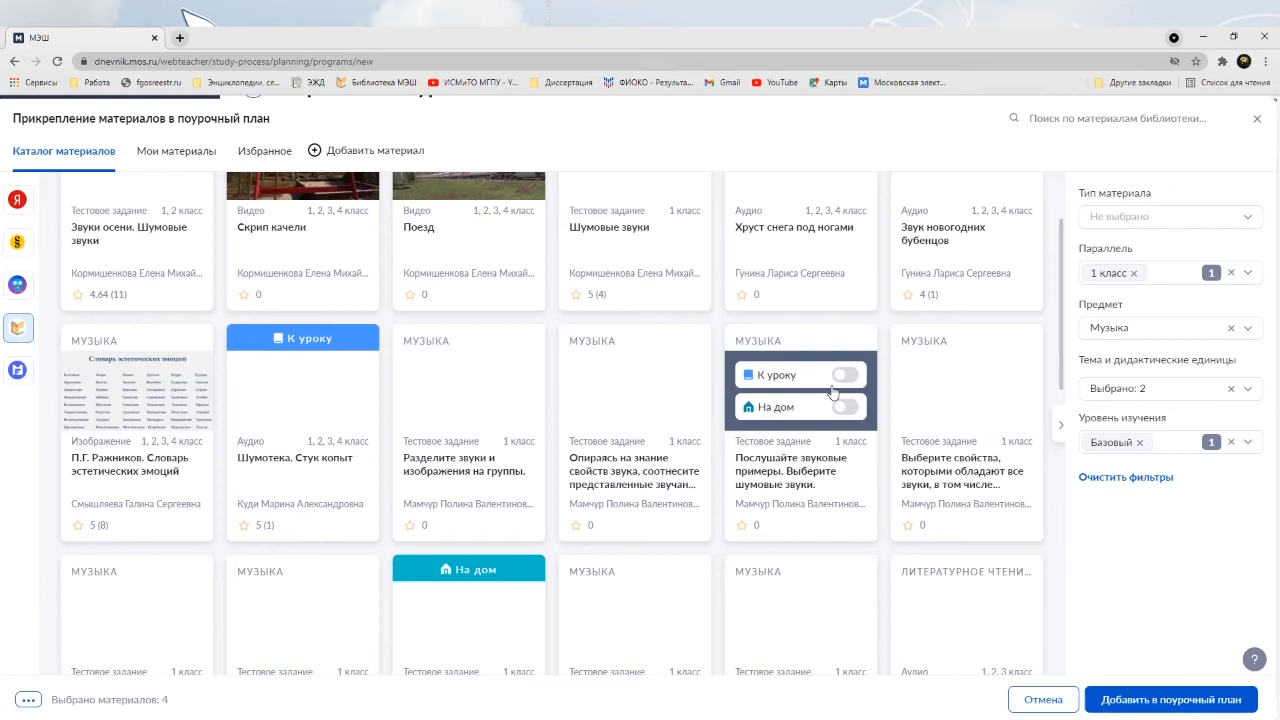 МЭШ
dnevnik.mos.ru/webteacher/study-process/planning/programs/new
Сервисы
Работа
fgosreestr.ru
Энциклопедии, сл...
ЭЖД
Библиотека МЭШ
ИСМиТО МГПУ - Y...
Диссертация
ФИОКО - Результа...
Gmail
YouTube
Карты
Московская элект...
Другие закладки
Список для чтения
Прикрепление материалов в поурочный план
Поиск по материалам библиотеки...
Каталог материалов
Мои материалы
Избранное
Добавить материал
Тестовое задание 1, 2 класс
Звуки осени. Шумовые
звуки
Кормишенкова Елена Михай...
4.64 (11)
Видео 1, 2, 3, 4 класс
Скрип качели
Кормишенкова Елена Михай...
0
Видео 1, 2, 3, 4 класс
Поезд
Кормишенкова Елена Михай...
0
Тестовое задание 1 класс
Шумовые звуки
Кормишенкова Елена Михай...
5 (4)
Аудио 1, 2, 3, 4 класс
Хруст снега под ногами
Гунина Лариса Сергеевна
0
Аудио 1, 2, 3, 4 класс
Звук новогодних
бубенцов
Гунина Лариса Сергеевна
4 (1)
МУЗЫКА
Словарь эстетических эмоций
Изображение 1, 2, 3, 4 класс
П.Г. Ражников. Словарь
эстетических эмоций
Смышляева Галина Сергеевна
5 (8)
К уроку
Аудио 1, 2, 3, 4 класс
Шумотека. Стук копыт
Куди Марина Александровна
5 (1)
МУЗЫКА
Тестовое задание 1 класс
Разделите звуки и
изображения на группы.
Мамчур Полина Валентинов...
0
МУЗЫКА
Тестовое задание 1 класс
Опираясь на знание
свойств звука, соотнесите
представленные звучан...
Мамчур Полина Валентинов...
0
МУЗЫКА
К уроку
На дом
Тестовое задание 1 класс
Послушайте звуковые
примеры. Выберите
шумовые звуки.
Мамчур Полина Валентинов...
0
МУЗЫКА
Тестовое задание 1 класс
Выберите свойства,
которыми обладают все
звуки, в том числе...
Мамчур Полина Валентинов...
0
МУЗЫКА
Тестовое задание 1 класс
МУЗЫКА
Тестовое задание 1 класс
На дом
Тестовое задание 1 класс
МУЗЫКА
Тестовое задание 1 класс
МУЗЫКА
Тестовое задание 1 класс
ЛИТЕРАТУРНОЕ ЧТЕНИ...
Аудио 1, 2, 3 класс
Тип материала
Не выбрано
Параллель
1 класс
1
Предмет
Музыка
Тема и дидактические единицы
Выбрано: 2
Уровень изучения
Базовый
1
Очистить фильтры
?
Выбрано материалов: 4
Отмена
Добавить в поурочный план